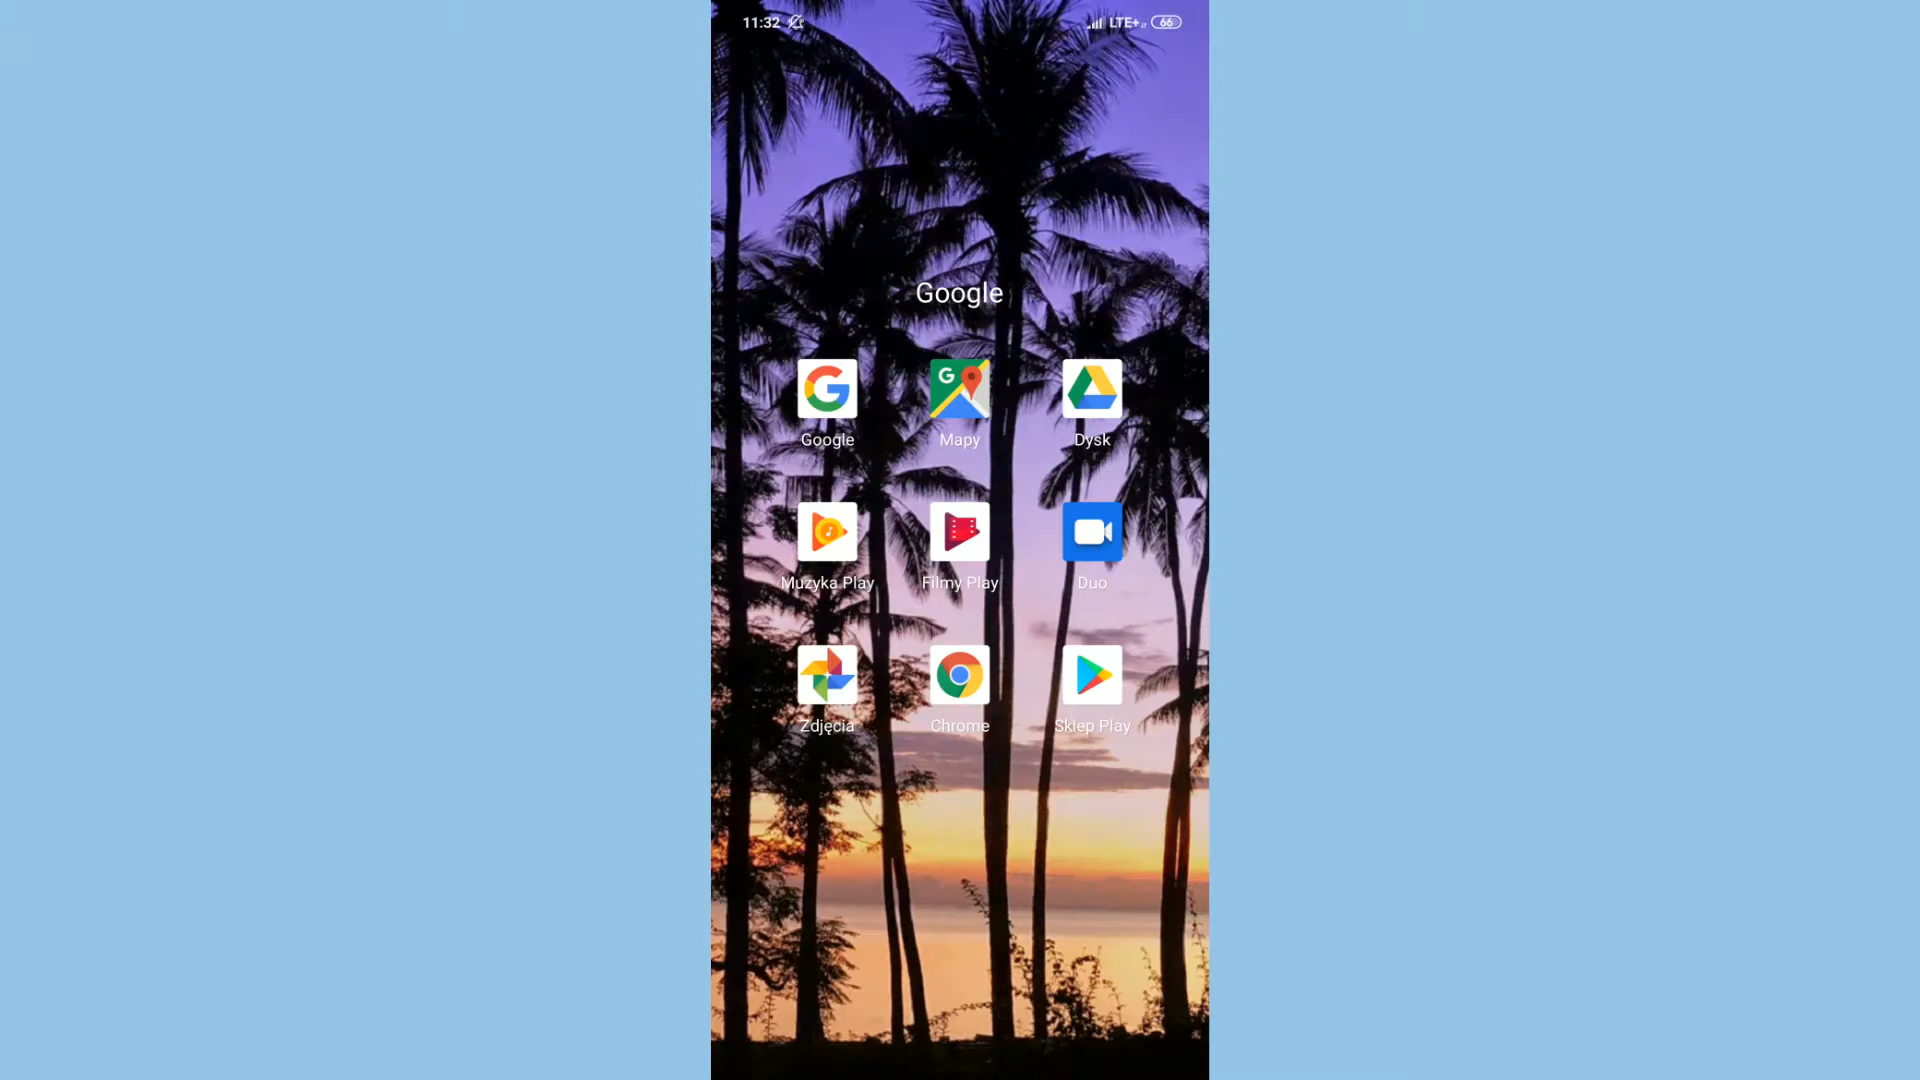 11:32 LTE+ 66
Google
G
Google Mapy Dysk
Muzyka Play Filmy Play Duo
Zdjęcia Chrome Sklep Play